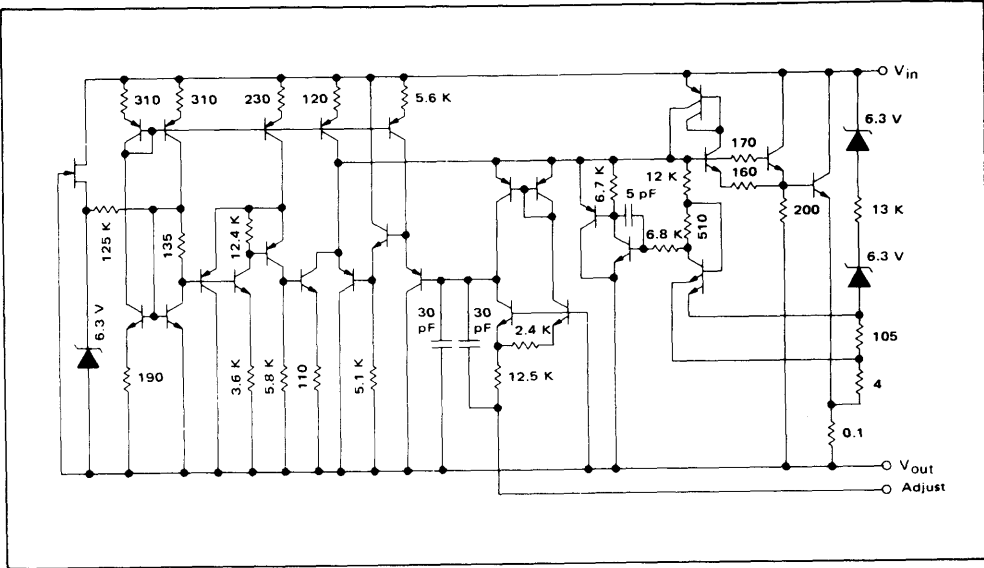 V in
310
310
230
120
5.6 K
6.3 V
170
160
12 K
6.7 K
5 pF
200
13 K
125 K
135
12.4 K
6.8 K
510
6.3 V
6.3 V
30 pF
30 pF
2.4 K
105
190
3.6 K
5.8 K
110
5.1 K
12.5 K
4
0.1
V out
Adjust